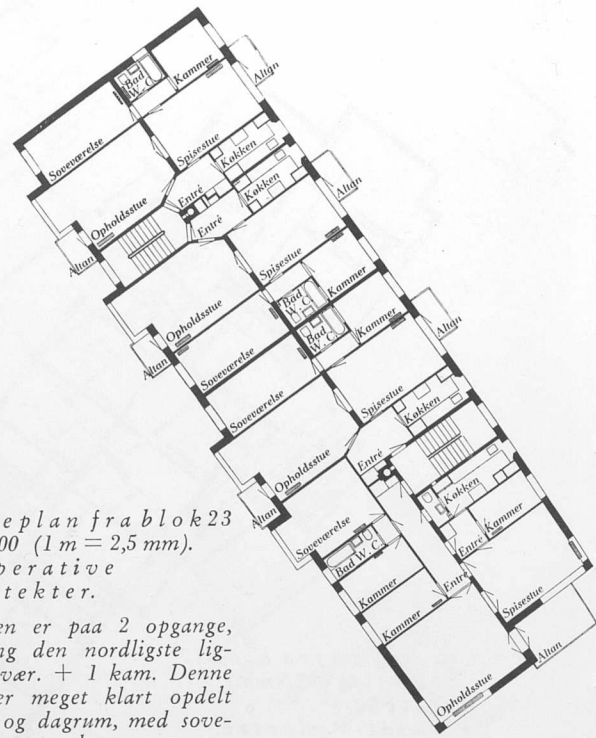 Bad
W.C.
Kammer
Altan
Soveværelse
Spisestue
Køkken
Opholdsstue
Entré
Køkken
Altan
Altan
Entré
Spisestue
Opholdsstue
Bad
W.C.
Kammer
Altan
Soveværelse
Bad
W.C.
Kammer
Altan
Soveværelse
Spisestue
Køkken
Opholdsstue
Entré
Altan
Soveværelse
Køkken
Bad W.C.
Kammer
Entré
Kammer
Kammer
Entré
Spisestue
Altan
Opholdsstue
eplan fra blok 23
00 (1 m = 2,5 mm).
perative
tekter.
en er paa 2 opgange,
ng den nordligste lig-
vær. + 1 kam. Denne
er meget klart opdelt
og dagrum, med sove-